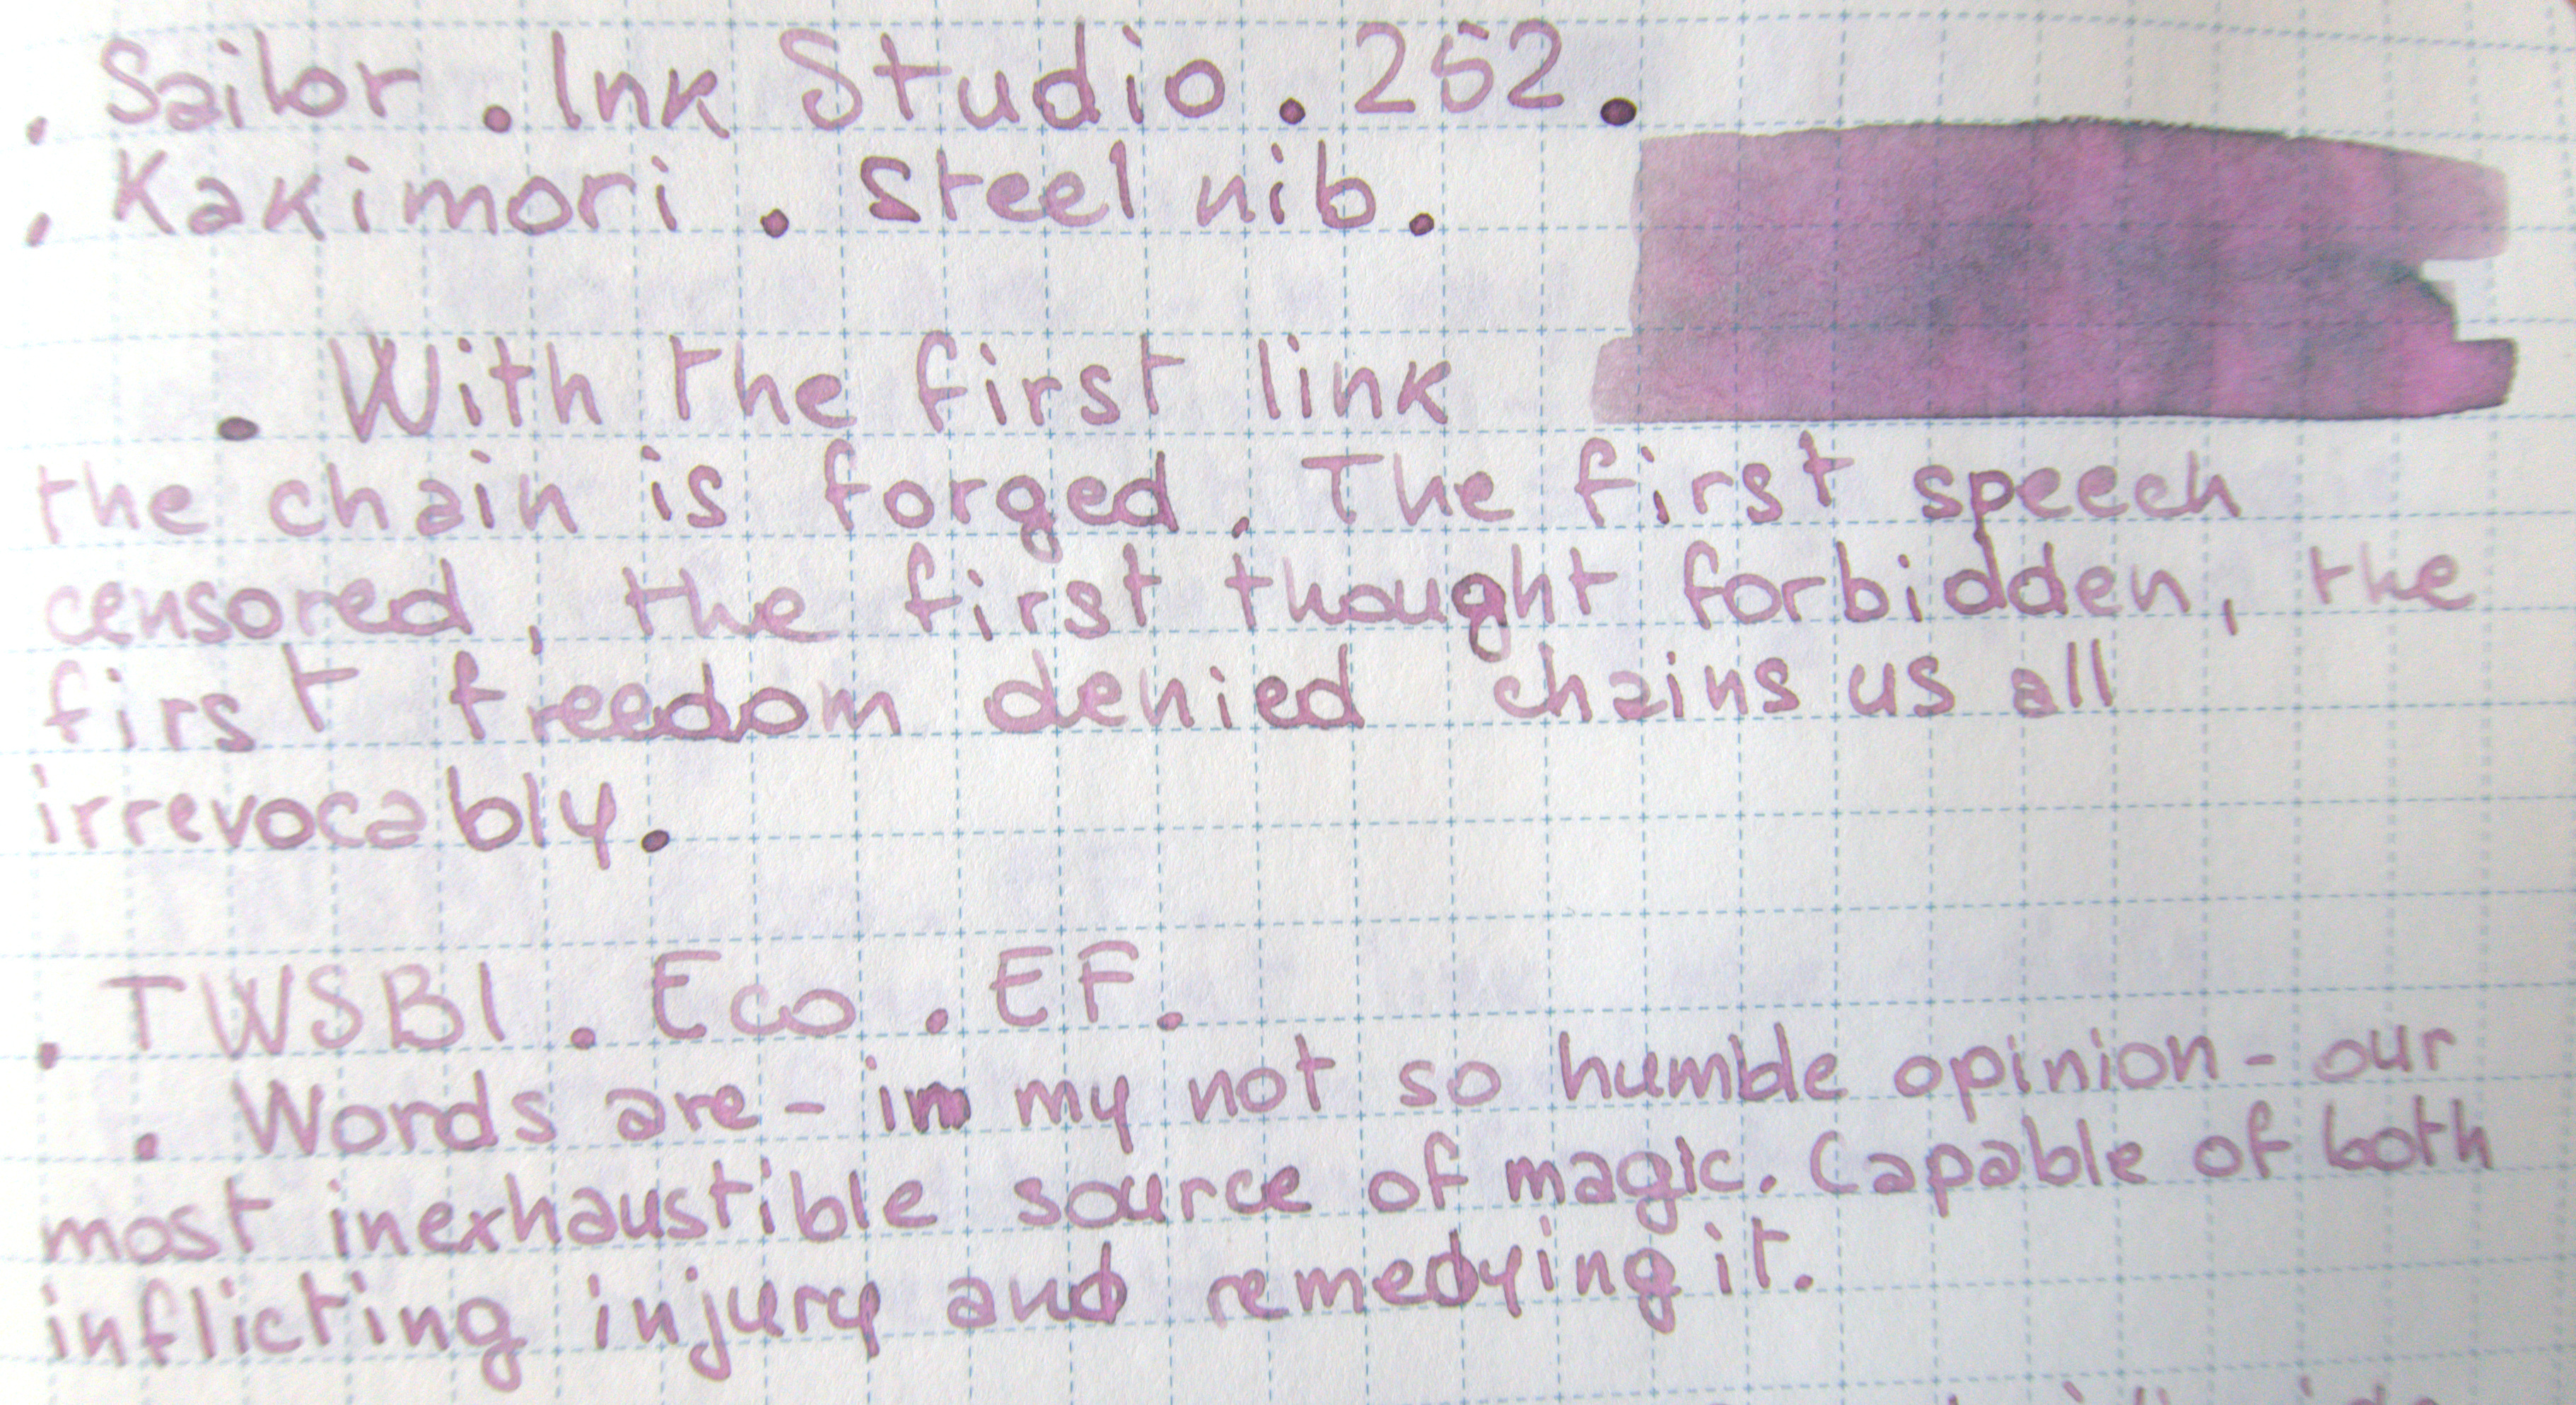 . Sailor . Ink Studio . 252 .
. Kakimori . Steel nib.
. With the first link
the chain is forged. The first speech
censored, the first thought forbidden, the
first freedom denied chains us all
irrevocably.
. TWSBI . Eco . EF.
. Words are - in my not so humble opinion - our
most inexhaustible source of magic. Capable of both
inflicting injury and remedying it.